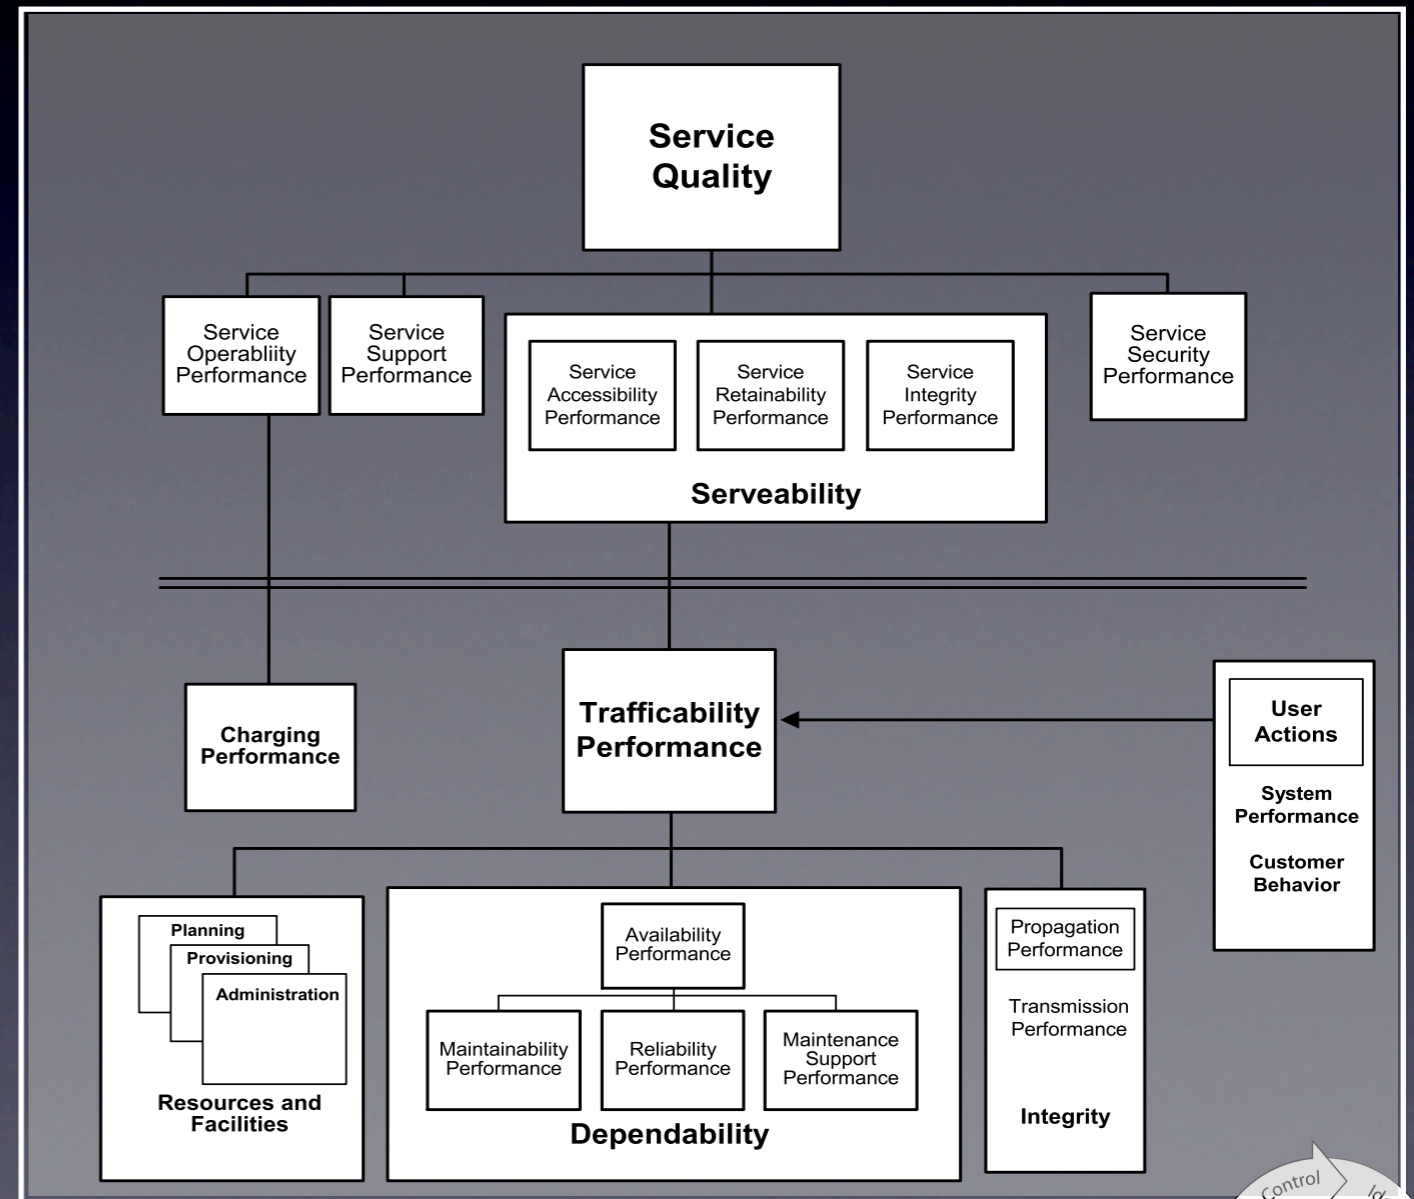 Service
Quality
Service
Operabliity
Performance
Service
Support
Performance
Service
Accessibility
Performance
Service
Retainability
Performance
Service
Integrity
Performance
Serveability
Service
Security
Performance
Charging
Performance
Trafficability
Performance
User
Actions
System
Performance
Customer
Behavior
Planning
Provisioning
Administration
Resources and
Facilities
Availability
Performance
Maintainability
Performance
Reliability
Performance
Maintenance
Support
Performance
Dependability
Propagation
Performance
Transmission
Performance
Integrity
Control